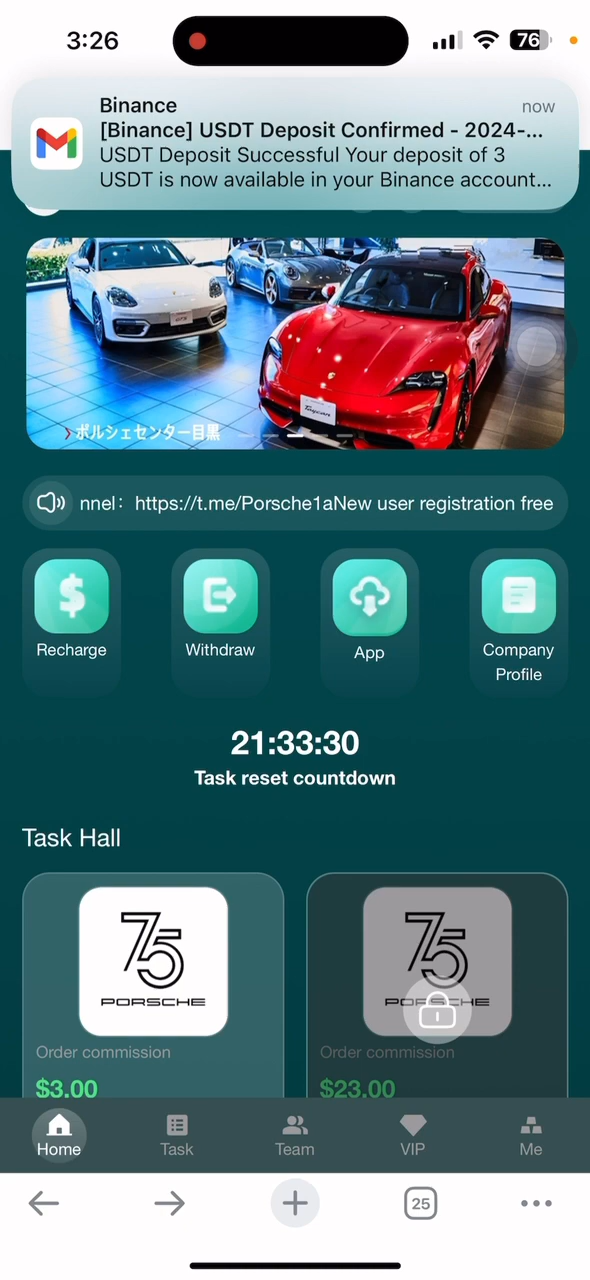 3:26
76
Binance
now
[Binance] USDT Deposit Confirmed - 2024-...
USDT Deposit Successful Your deposit of 3
USDT is now available in your Binance account...
Taycan
ポルシェセンター目黒
nnel： https://t.me/Porsche1aNew user registration free
Recharge
Withdraw
App
Company
Profile
21:33:30
Task reset countdown
Task Hall
75
PORSCHE
75
PORSCHE
Order commission
Order commission
$3.00
$23.00
Home
Task
Team
VIP
Me
25